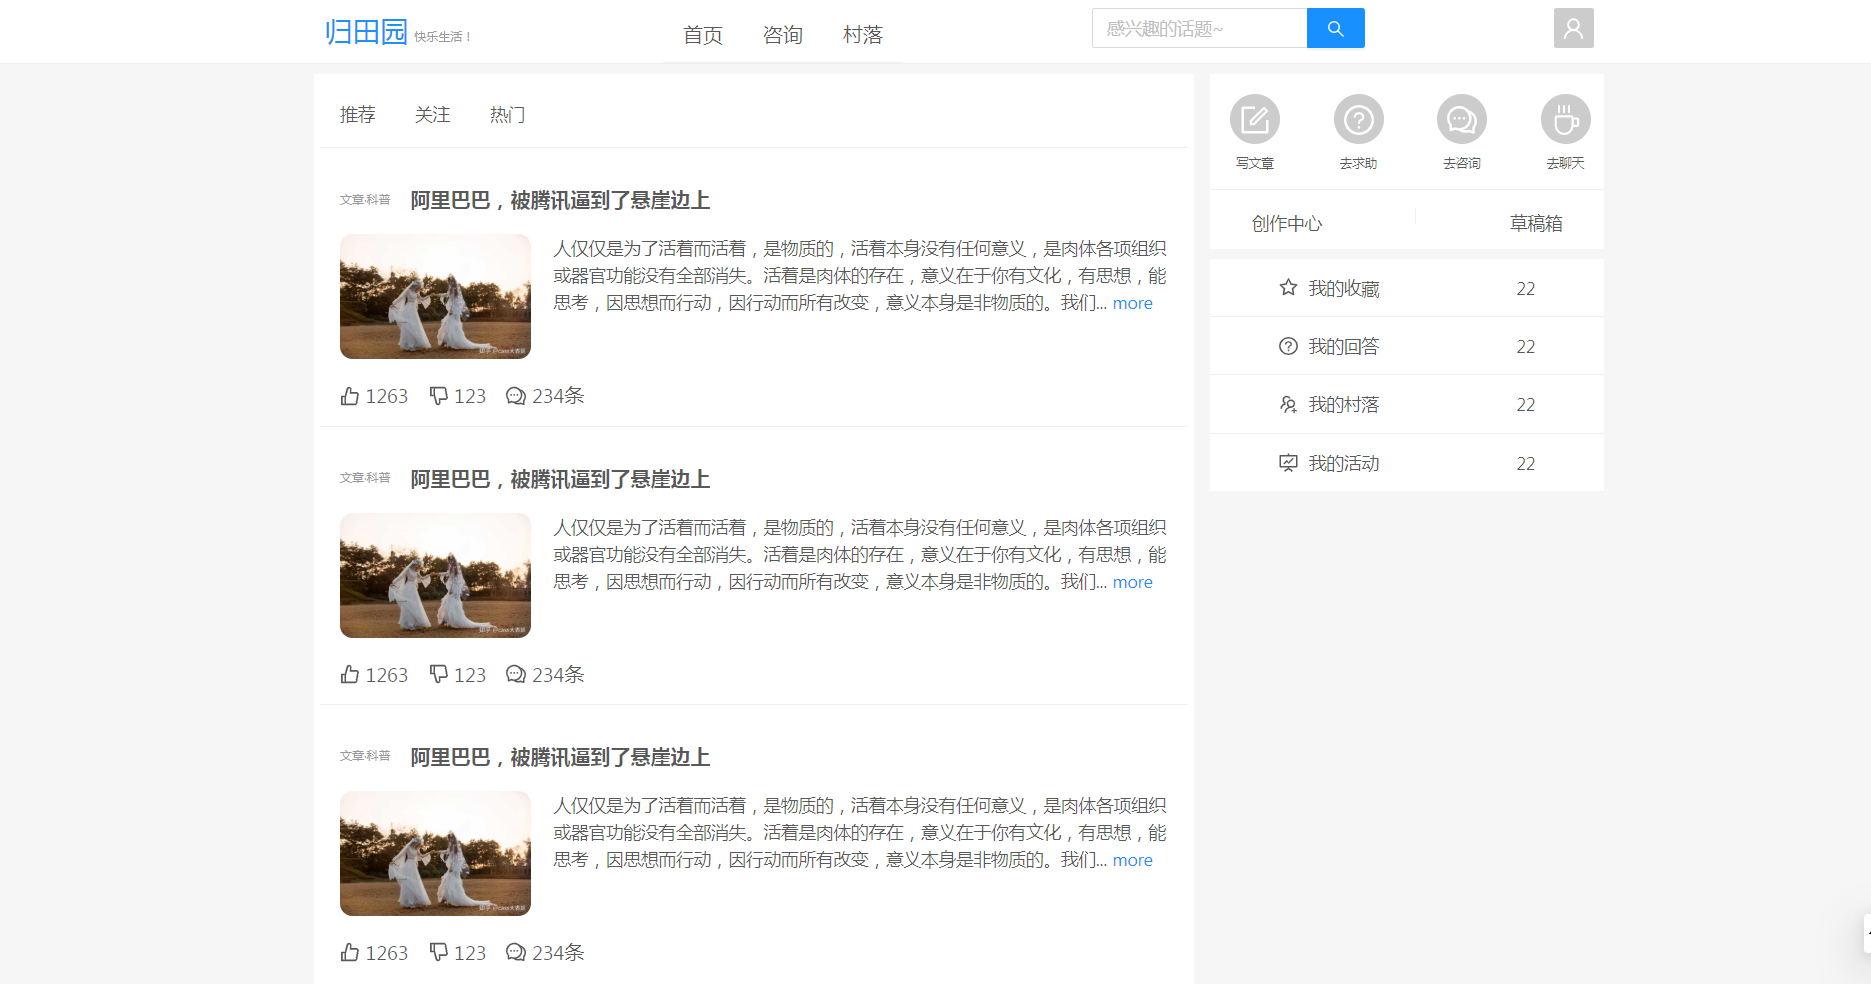 归田园 快乐生活！
首页 咨询 村落
感兴趣的话题~
推荐 关注 热门
文章·科普 阿里巴巴，被腾讯逼到了悬崖边上
人仅仅是为了活着而活着，是物质的，活着本身没有任何意义，是肉体各项组织
或器官功能没有全部消失。活着是肉体的存在，意义在于你有文化，有思想，能
思考，因思想而行动，因行动而所有改变，意义本身是非物质的。我们... more
1263 123 234条
文章·科普 阿里巴巴，被腾讯逼到了悬崖边上
人仅仅是为了活着而活着，是物质的，活着本身没有任何意义，是肉体各项组织
或器官功能没有全部消失。活着是肉体的存在，意义在于你有文化，有思想，能
思考，因思想而行动，因行动而所有改变，意义本身是非物质的。我们... more
1263 123 234条
文章·科普 阿里巴巴，被腾讯逼到了悬崖边上
人仅仅是为了活着而活着，是物质的，活着本身没有任何意义，是肉体各项组织
或器官功能没有全部消失。活着是肉体的存在，意义在于你有文化，有思想，能
思考，因思想而行动，因行动而所有改变，意义本身是非物质的。我们... more
1263 123 234条
写文章 去求助 去咨询 去聊天
创作中心 草稿箱
我的收藏 22
我的回答 22
我的村落 22
我的活动 22